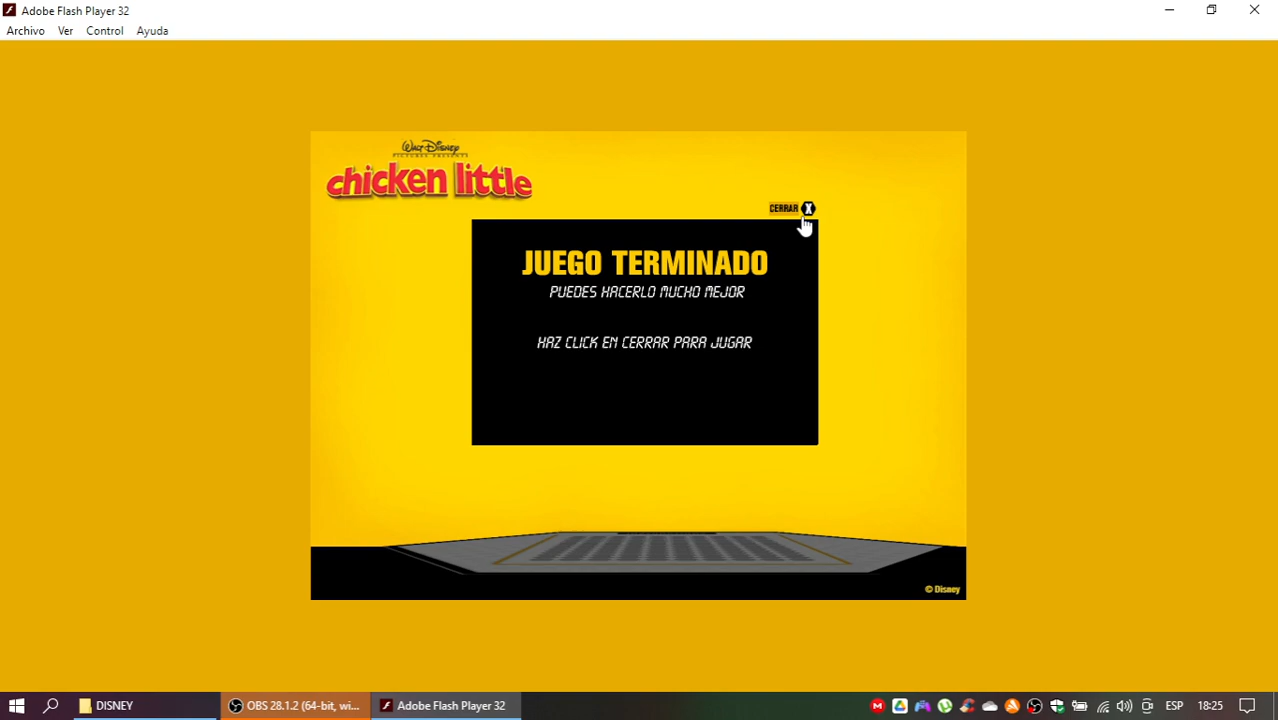 Adobe Flash Player 32
Archivo Ver Control Ayuda
WALT DISNEY
PICTURES PRESENTS
chicken little
CERRAR X
JUEGO TERMINADO
PUEDES HACERLO MUCHO MEJOR
HAZ CLICK EN CERRAR PARA JUGAR
© Disney
DISNEY
OBS 28.1.2 (64-bit, wi...
Adobe Flash Player 32
ESP
18:25